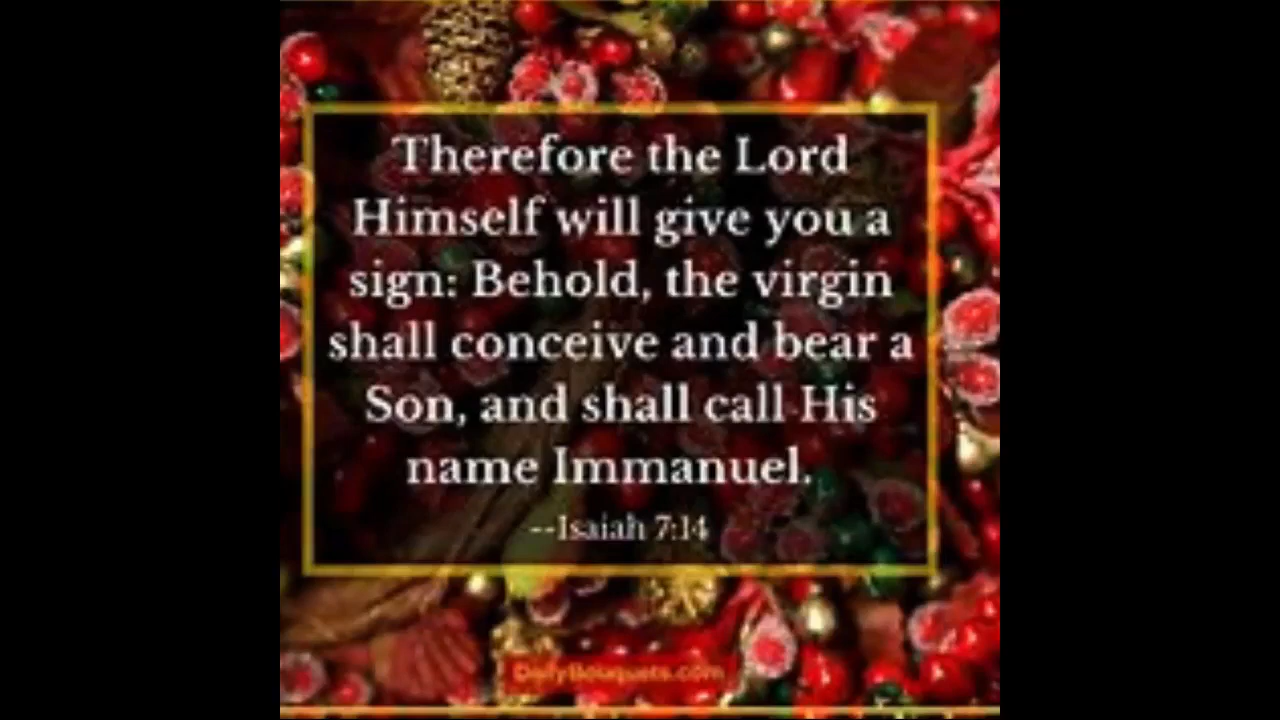 Therefore the Lord
Himself will give you a
sign: Behold, the virgin
shall conceive and bear a
Son, and shall call His
name Immanuel.
--Isaiah 7:14